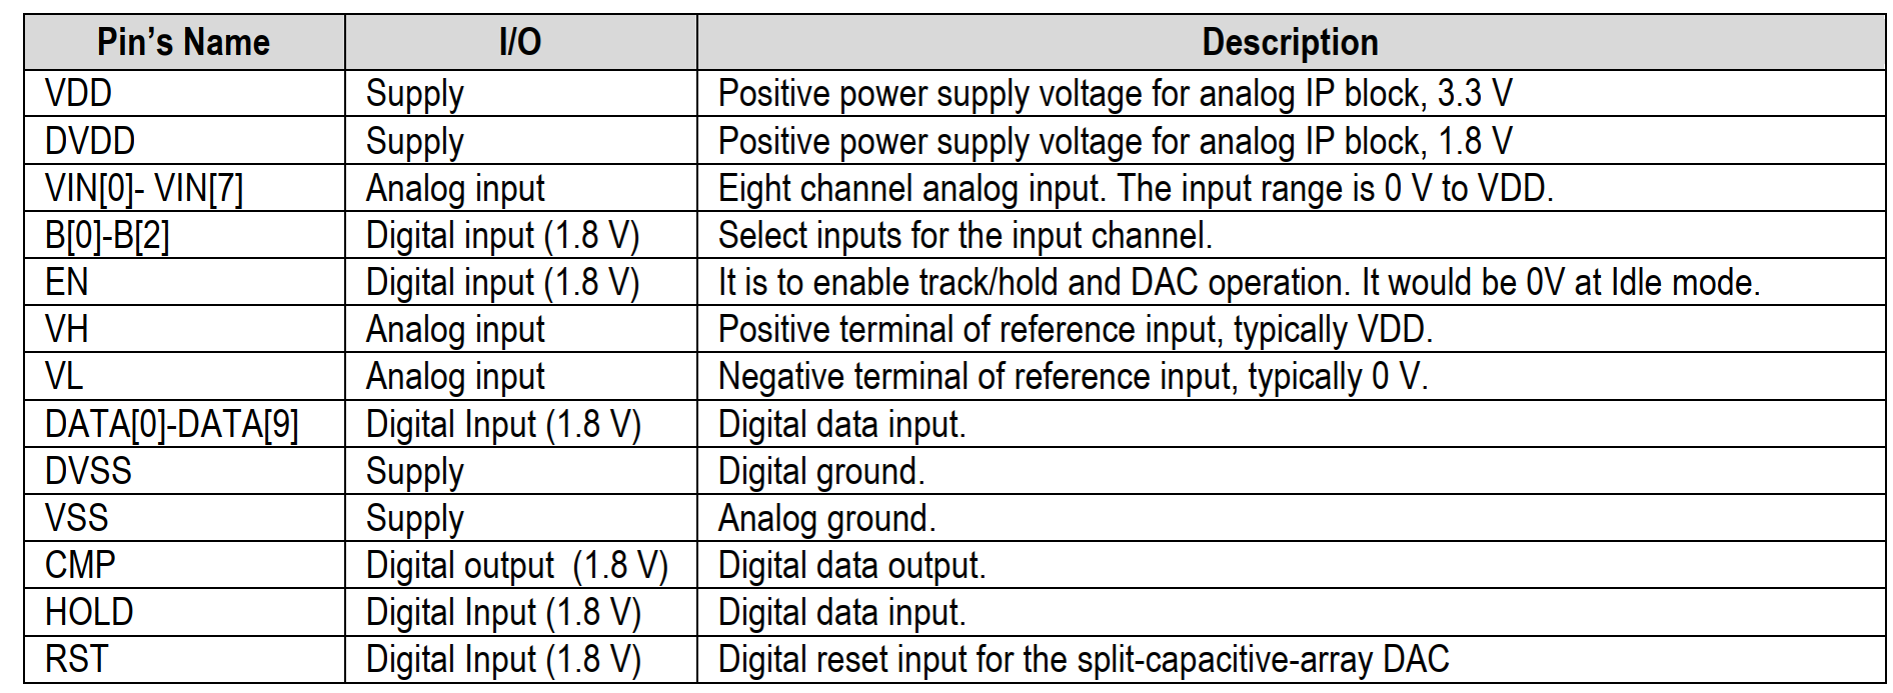 Pin’s Name I/O Description
VDD Supply Positive power supply voltage for analog IP block, 3.3 V
DVDD Supply Positive power supply voltage for analog IP block, 1.8 V
VIN[0]- VIN[7] Analog input Eight channel analog input. The input range is 0 V to VDD.
B[0]-B[2] Digital input (1.8 V) Select inputs for the input channel.
EN Digital input (1.8 V) It is to enable track/hold and DAC operation. It would be 0V at Idle mode.
VH Analog input Positive terminal of reference input, typically VDD.
VL Analog input Negative terminal of reference input, typically 0 V.
DATA[0]-DATA[9] Digital Input (1.8 V) Digital data input.
DVSS Supply Digital ground.
VSS Supply Analog ground.
CMP Digital output (1.8 V) Digital data output.
HOLD Digital Input (1.8 V) Digital data input.
RST Digital Input (1.8 V) Digital reset input for the split-capacitive-array DAC